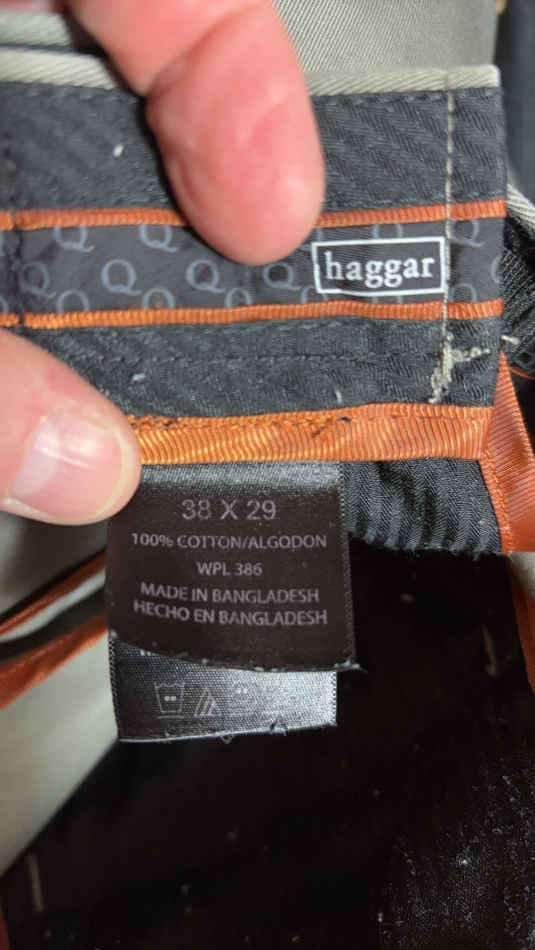 Q Q Q Q
Q Q Q Q haggar
Q Q Q
38 X 29
100% COTTON/ALGODON
WPL 386
MADE IN BANGLADESH
HECHO EN BANGLADESH